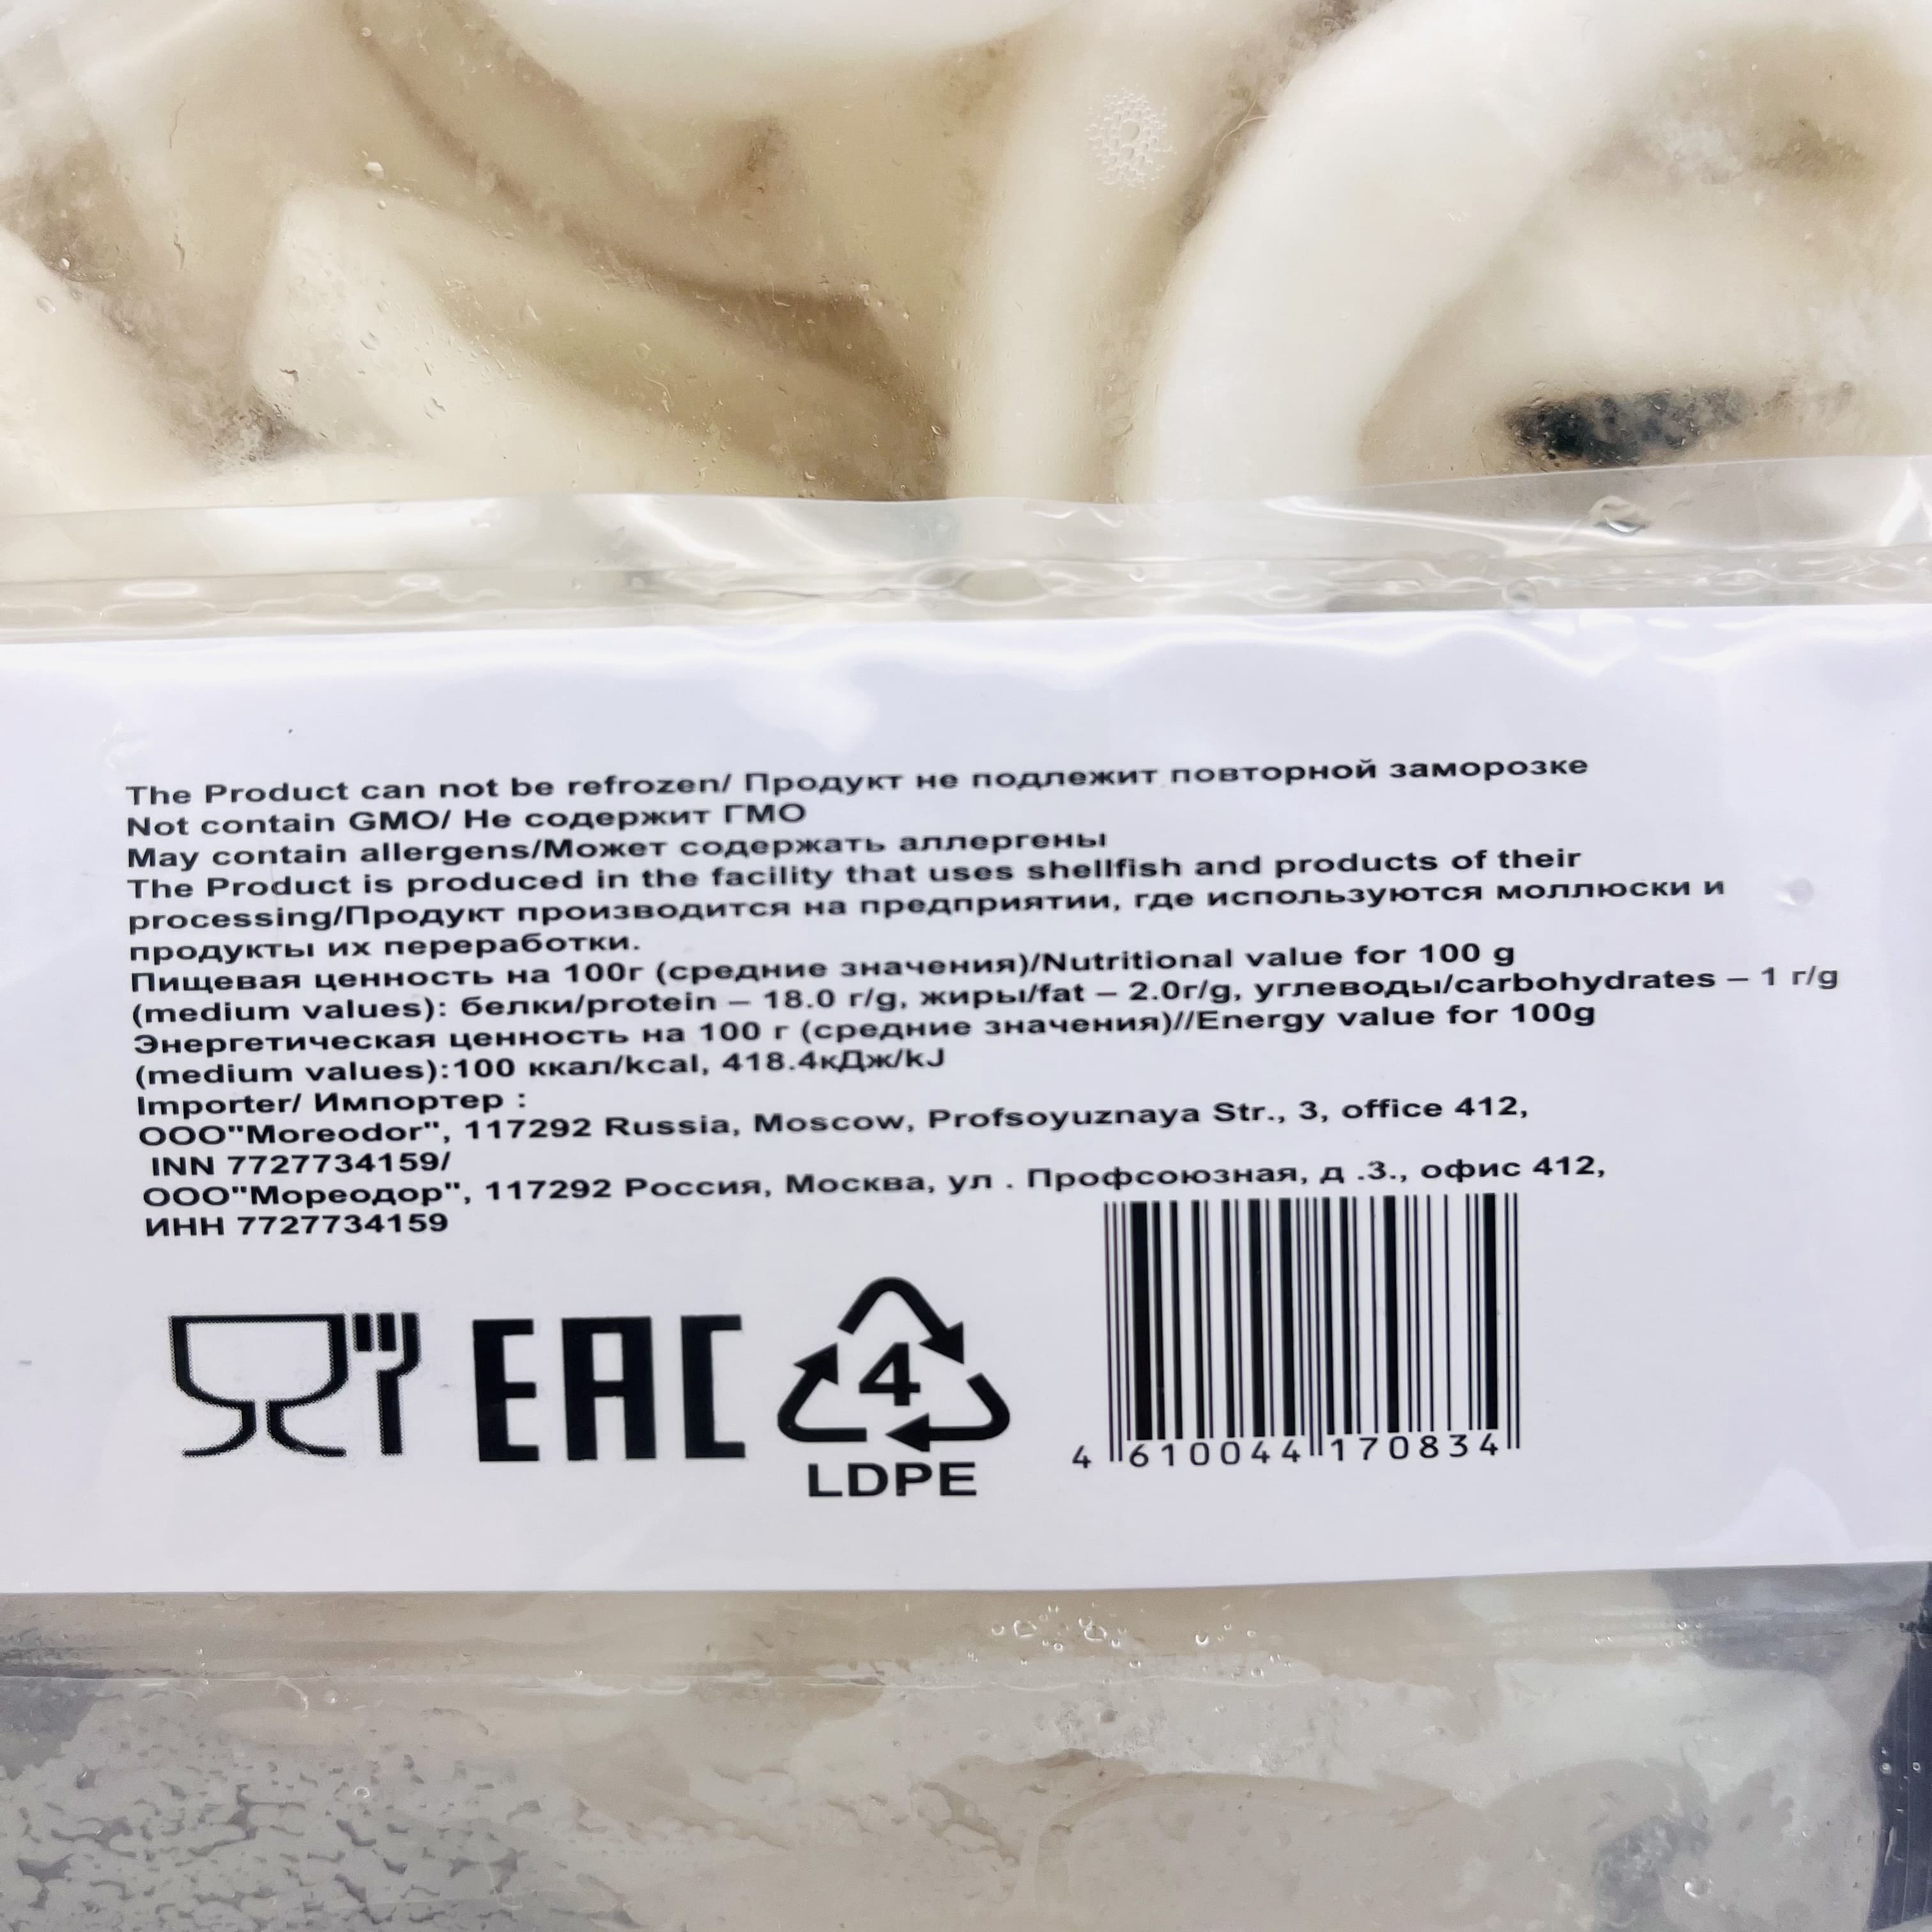 The Product can not be refrozen/ Продукт не подлежит повторной заморозке
Not contain GMO/ Не содержит ГМО
May contain allergens/Может содержать аллергены
The Product is produced in the facility that uses shellfish and products of their
processing/Продукт производится на предприятии, где используются моллюски и
продукты их переработки.
Пищевая ценность на 100г (средние значения)/Nutritional value for 100 g
(medium values): белки/protein – 18.0 г/g, жиры/fat – 2.0г/g, углеводы/carbohydrates – 1 г/g
Энергетическая ценность на 100 г (средние значения)//Energy value for 100g
(medium values):100 ккал/kcal, 418.4кДж/kJ
Importer/ Импортер :
ООО"Moreodor", 117292 Russia, Moscow, Profsoyuznaya Str., 3, office 412,
INN 7727734159/
ООО"Мореодор", 117292 Россия, Москва, ул . Профсоюзная, д .3., офис 412,
ИНН 7727734159
EAC
4
LDPE
4 610044 170834